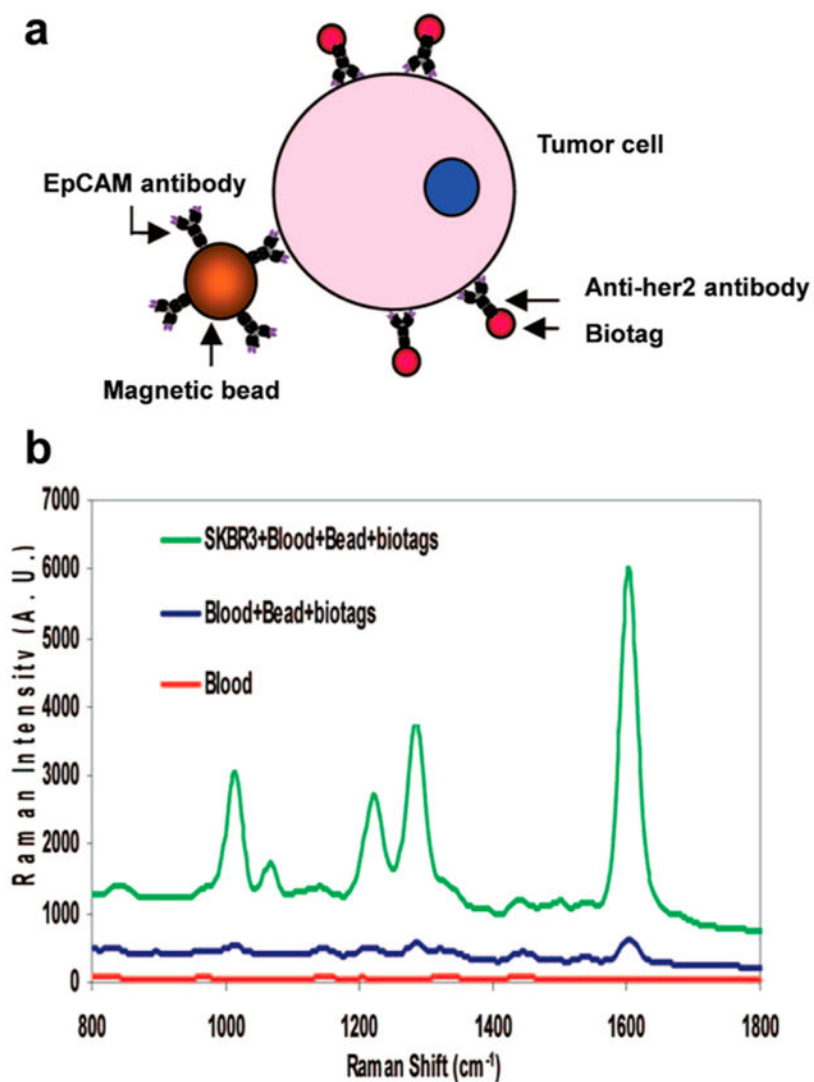 a
Tumor cell
EpCAM antibody
Anti-her2 antibody
Biotag
Magnetic bead
b
7000
6000
5000
4000
3000
2000
1000
0
Raman Intensity (A. U.)
SKBR3+Blood+Bead+biotags
Blood+Bead+biotags
Blood
800 1000 1200 1400 1600 1800
Raman Shift (cm⁻¹)